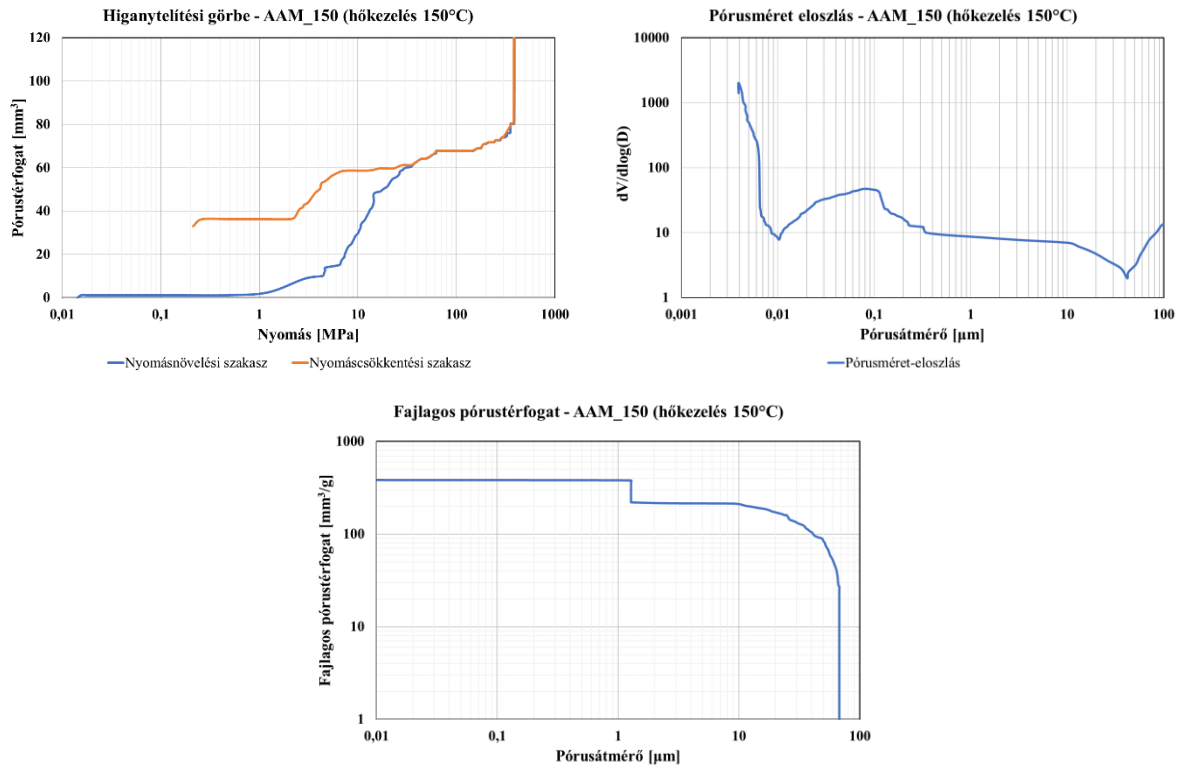 Higanytelítési görbe - AAM_150 (hőkezelés 150°C)
120
100
80
60
40
20
0
Pórustérfogat [mm³]
0,01
0,1
1
10
100
1000
Nyomás [MPa]
Nyomásnövelési szakasz
Nyomáscsökkentési szakasz
Pórusméret eloszlás - AAM_150 (hőkezelés 150°C)
10000
1000
100
10
1
dV/dlog(D)
0,001
0,01
0,1
1
10
100
Pórusátmérő [µm]
Pórusméret-eloszlás
Fajlagos pórustérfogat - AAM_150 (hőkezelés 150°C)
1000
100
10
1
Fajlagos pórustérfogat [mm³/g]
0,01
0,1
1
10
100
Pórusátmérő [µm]